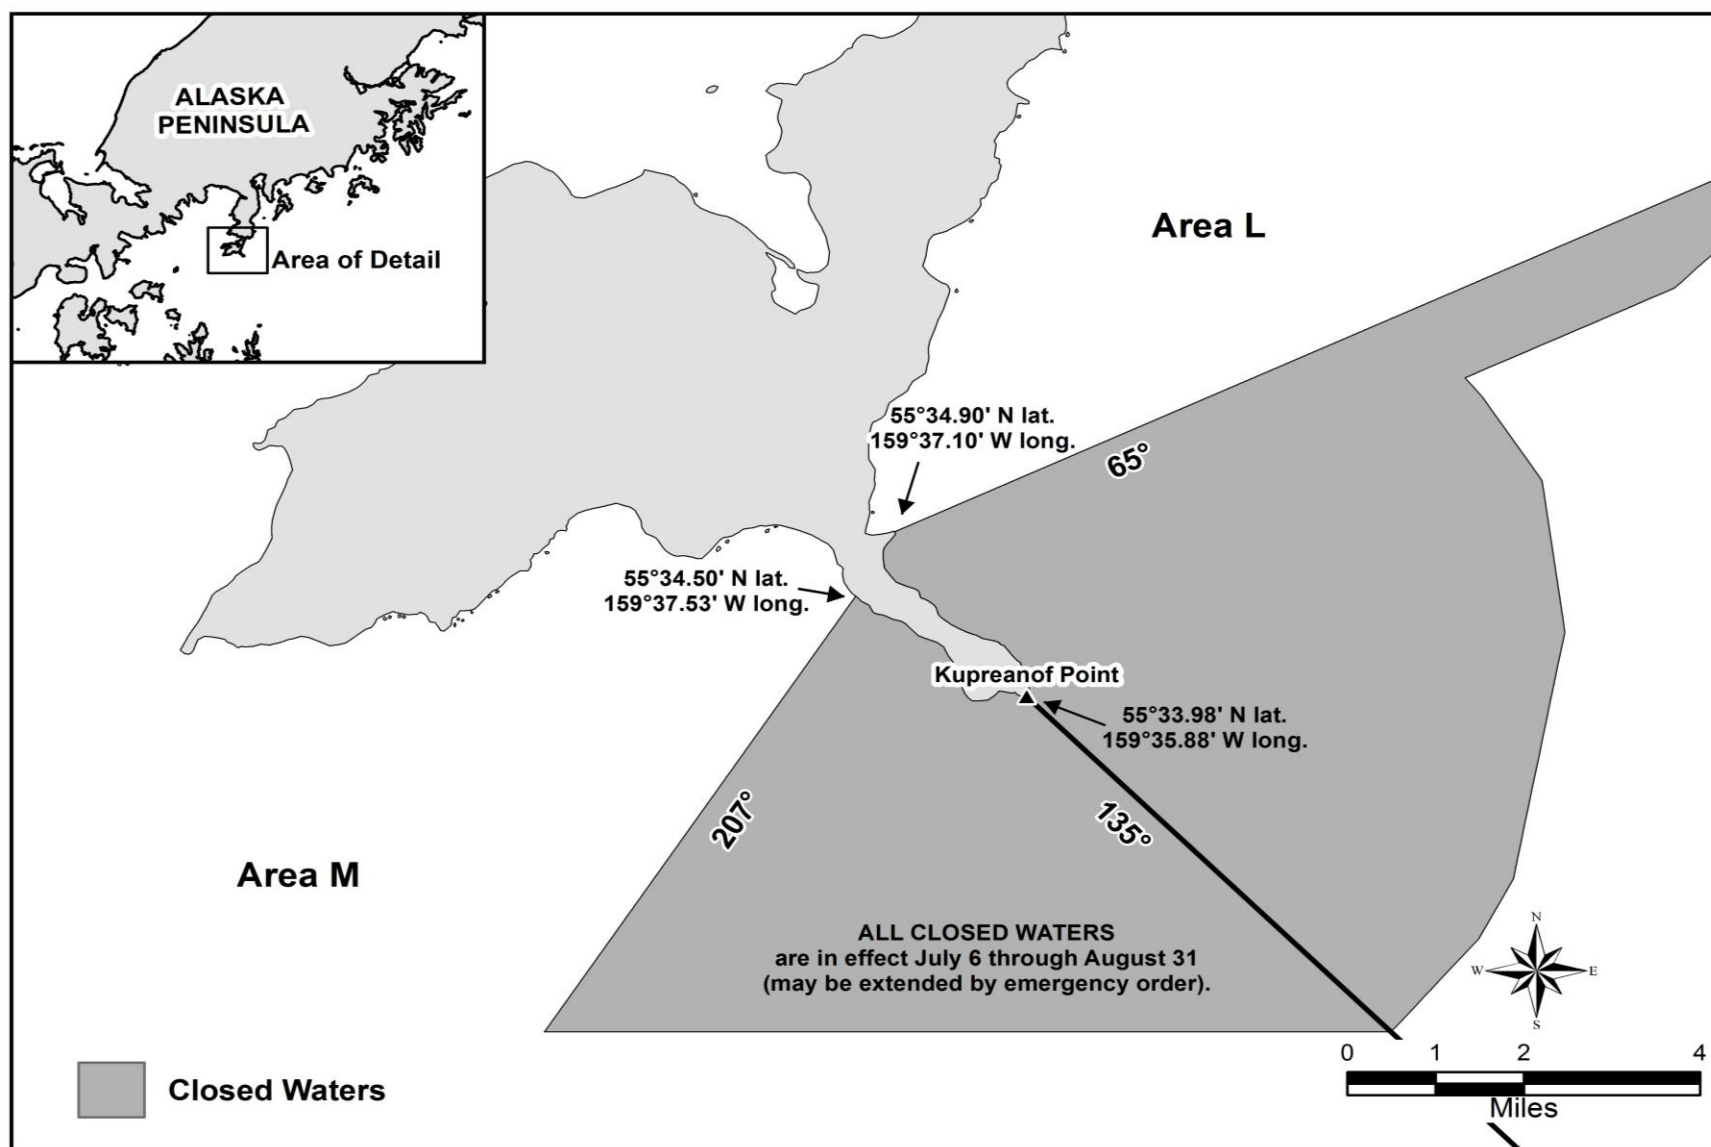 ALASKA
PENINSULA
Area of Detail
Area L
55°34.90' N lat.
159°37.10' W long.
65°
55°34.50' N lat.
159°37.53' W long.
Kupreanof Point
55°33.98' N lat.
159°35.88' W long.
207°
135°
Area M
ALL CLOSED WATERS
are in effect July 6 through August 31
(may be extended by emergency order).
N
W E
S
0 1 2 4
Miles
Closed Waters